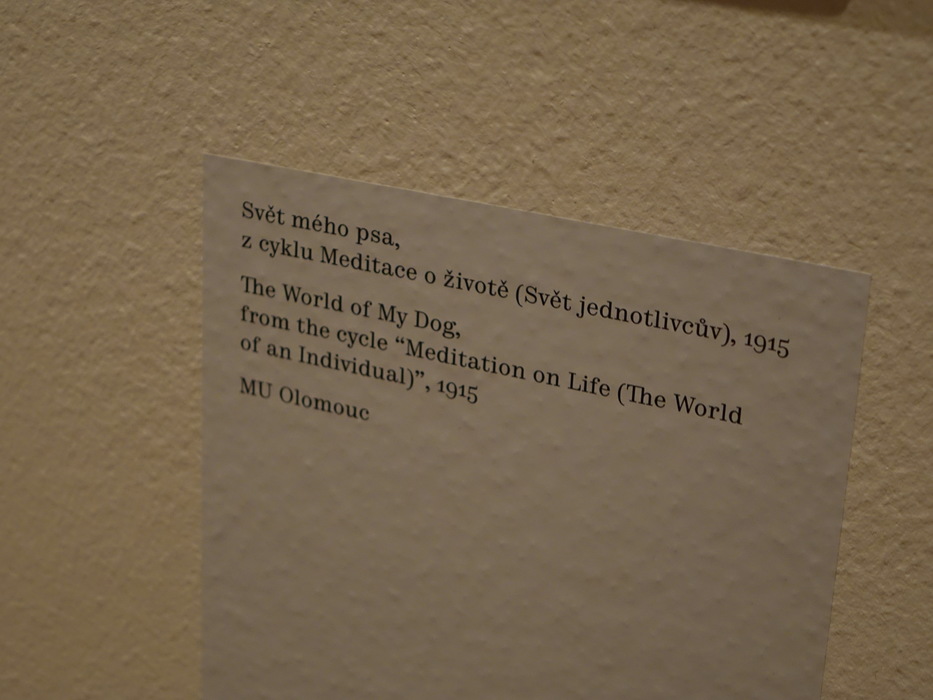 Svět mého psa,
z cyklu Meditace o životě (Svět jednotlivcův), 1915
The World of My Dog,
from the cycle “Meditation on Life (The World
of an Individual)”, 1915
MU Olomouc